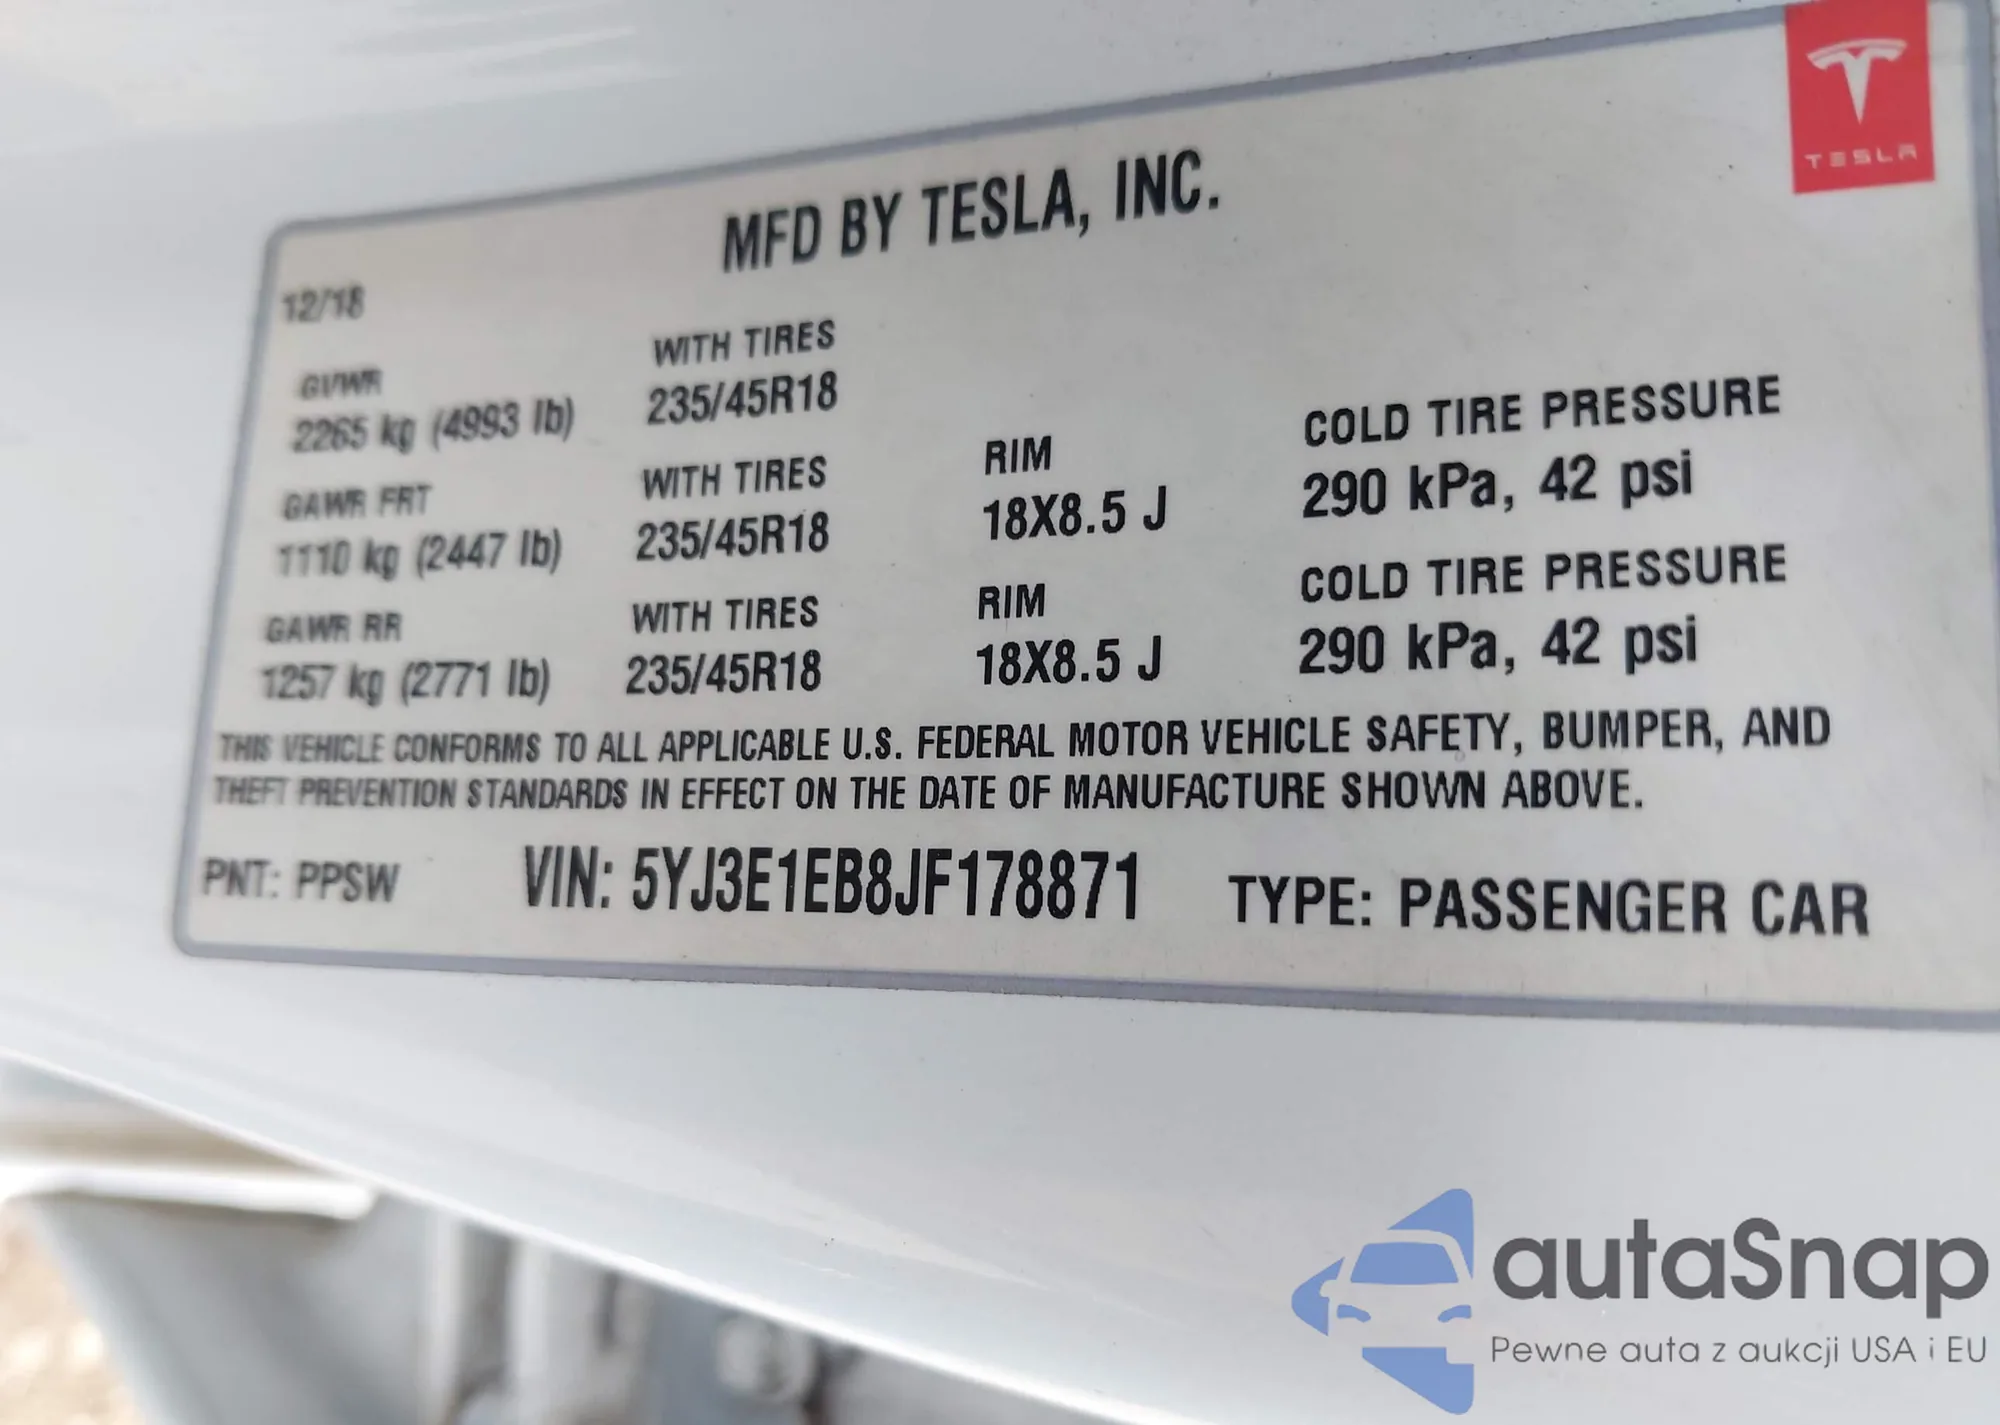 TESLA
MFD BY TESLA, INC.
12/18
GVWR WITH TIRES
2265 kg (4993 lb) 235/45R18
GAWR FRT WITH TIRES RIM COLD TIRE PRESSURE
1110 kg (2447 lb) 235/45R18 18X8.5 J 290 kPa, 42 psi
GAWR RR WITH TIRES RIM COLD TIRE PRESSURE
1257 kg (2771 lb) 235/45R18 18X8.5 J 290 kPa, 42 psi
THIS VEHICLE CONFORMS TO ALL APPLICABLE U.S. FEDERAL MOTOR VEHICLE SAFETY, BUMPER, AND
THEFT PREVENTION STANDARDS IN EFFECT ON THE DATE OF MANUFACTURE SHOWN ABOVE.
PNT: PPSW VIN: 5YJ3E1EB8JF178871 TYPE: PASSENGER CAR
autaSnap
Pewne auta z aukcji USA i EU